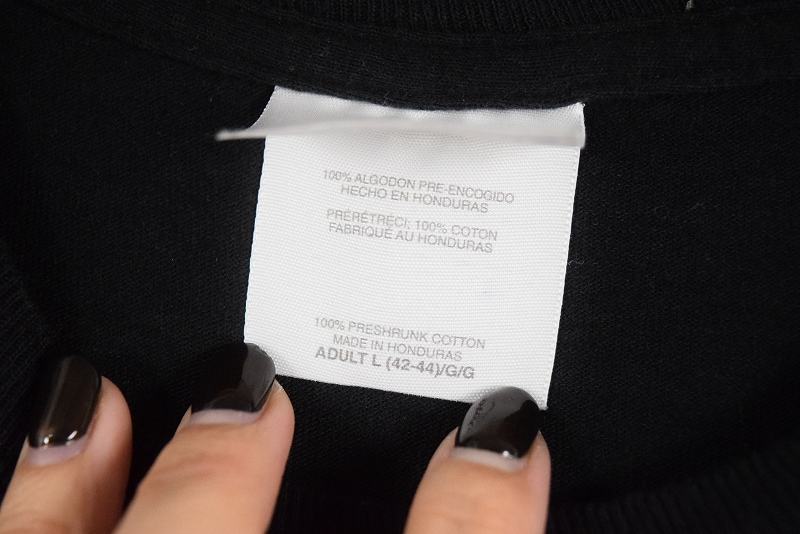 100% ALGODON PRE-ENCOGIDO
HECHO EN HONDURAS
PRÉRÉTRÉCI; 100% COTON
FABRIQUÉ AU HONDURAS
100% PRESHRUNK COTTON
MADE IN HONDURAS
ADULT L (42-44)/G/G